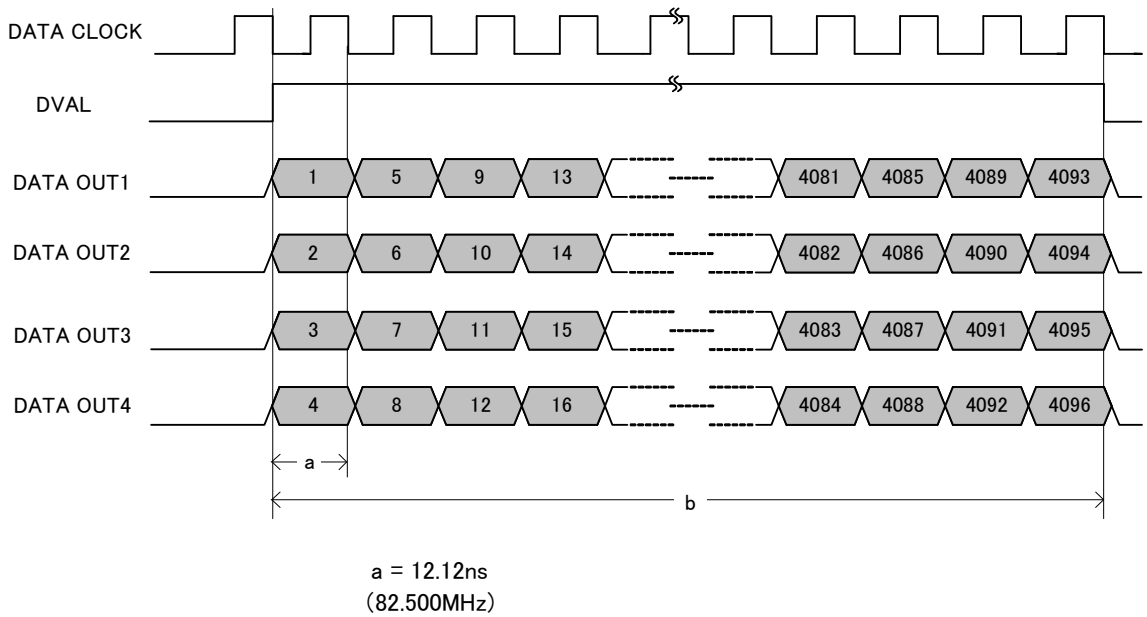 DATA CLOCK
DVAL
DATA OUT1 1 5 9 13 4081 4085 4089 4093
DATA OUT2 2 6 10 14 4082 4086 4090 4094
DATA OUT3 3 7 11 15 4083 4087 4091 4095
DATA OUT4 4 8 12 16 4084 4088 4092 4096
a
b
a = 12.12ns
(82.500MHz)